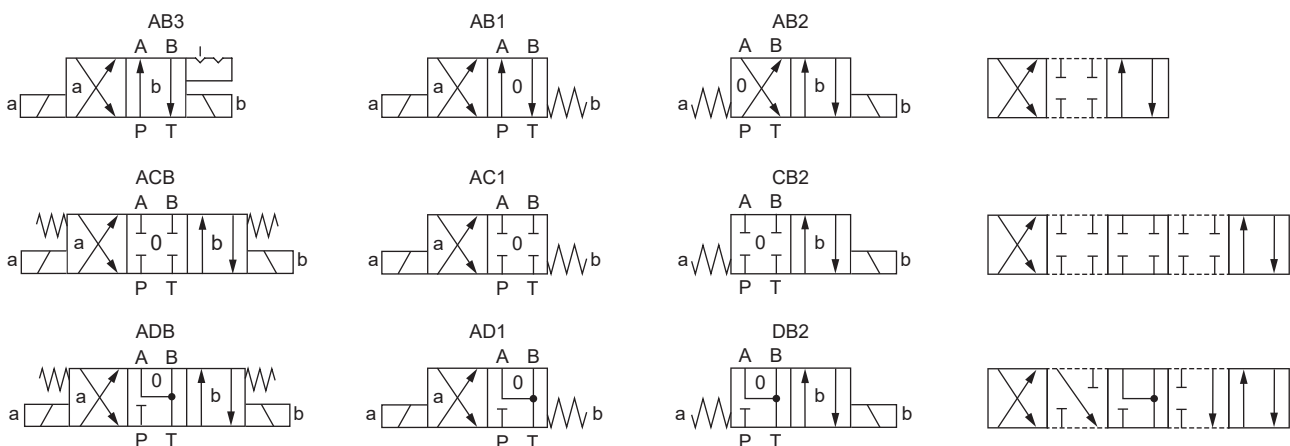 AB3 AB1 AB2
A B A B A B
a b 0 0 b
a b a b a b
P T P T P T
ACB AC1 CB2
A B A B A B
a 0 b a 0 0 b
a b a b a b
P T P T P T
ADB AD1 DB2
A B A B A B
a 0 b a 0 0 b
a b a b a b
P T P T P T